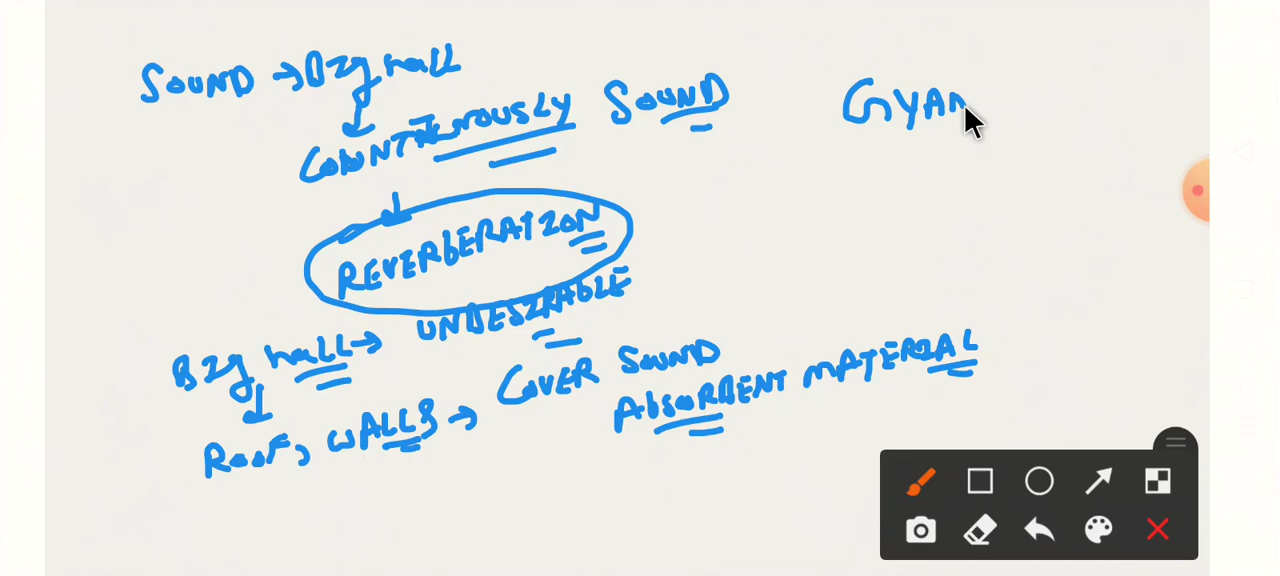 SOUND → Big hall
CONTINUOUSLY SOUND
GYAN
REVERBERATION
UNDESIRABLE
Big hall →
COVER SOUND
ABSORBENT MATERIAL
ROOF, WALLS →